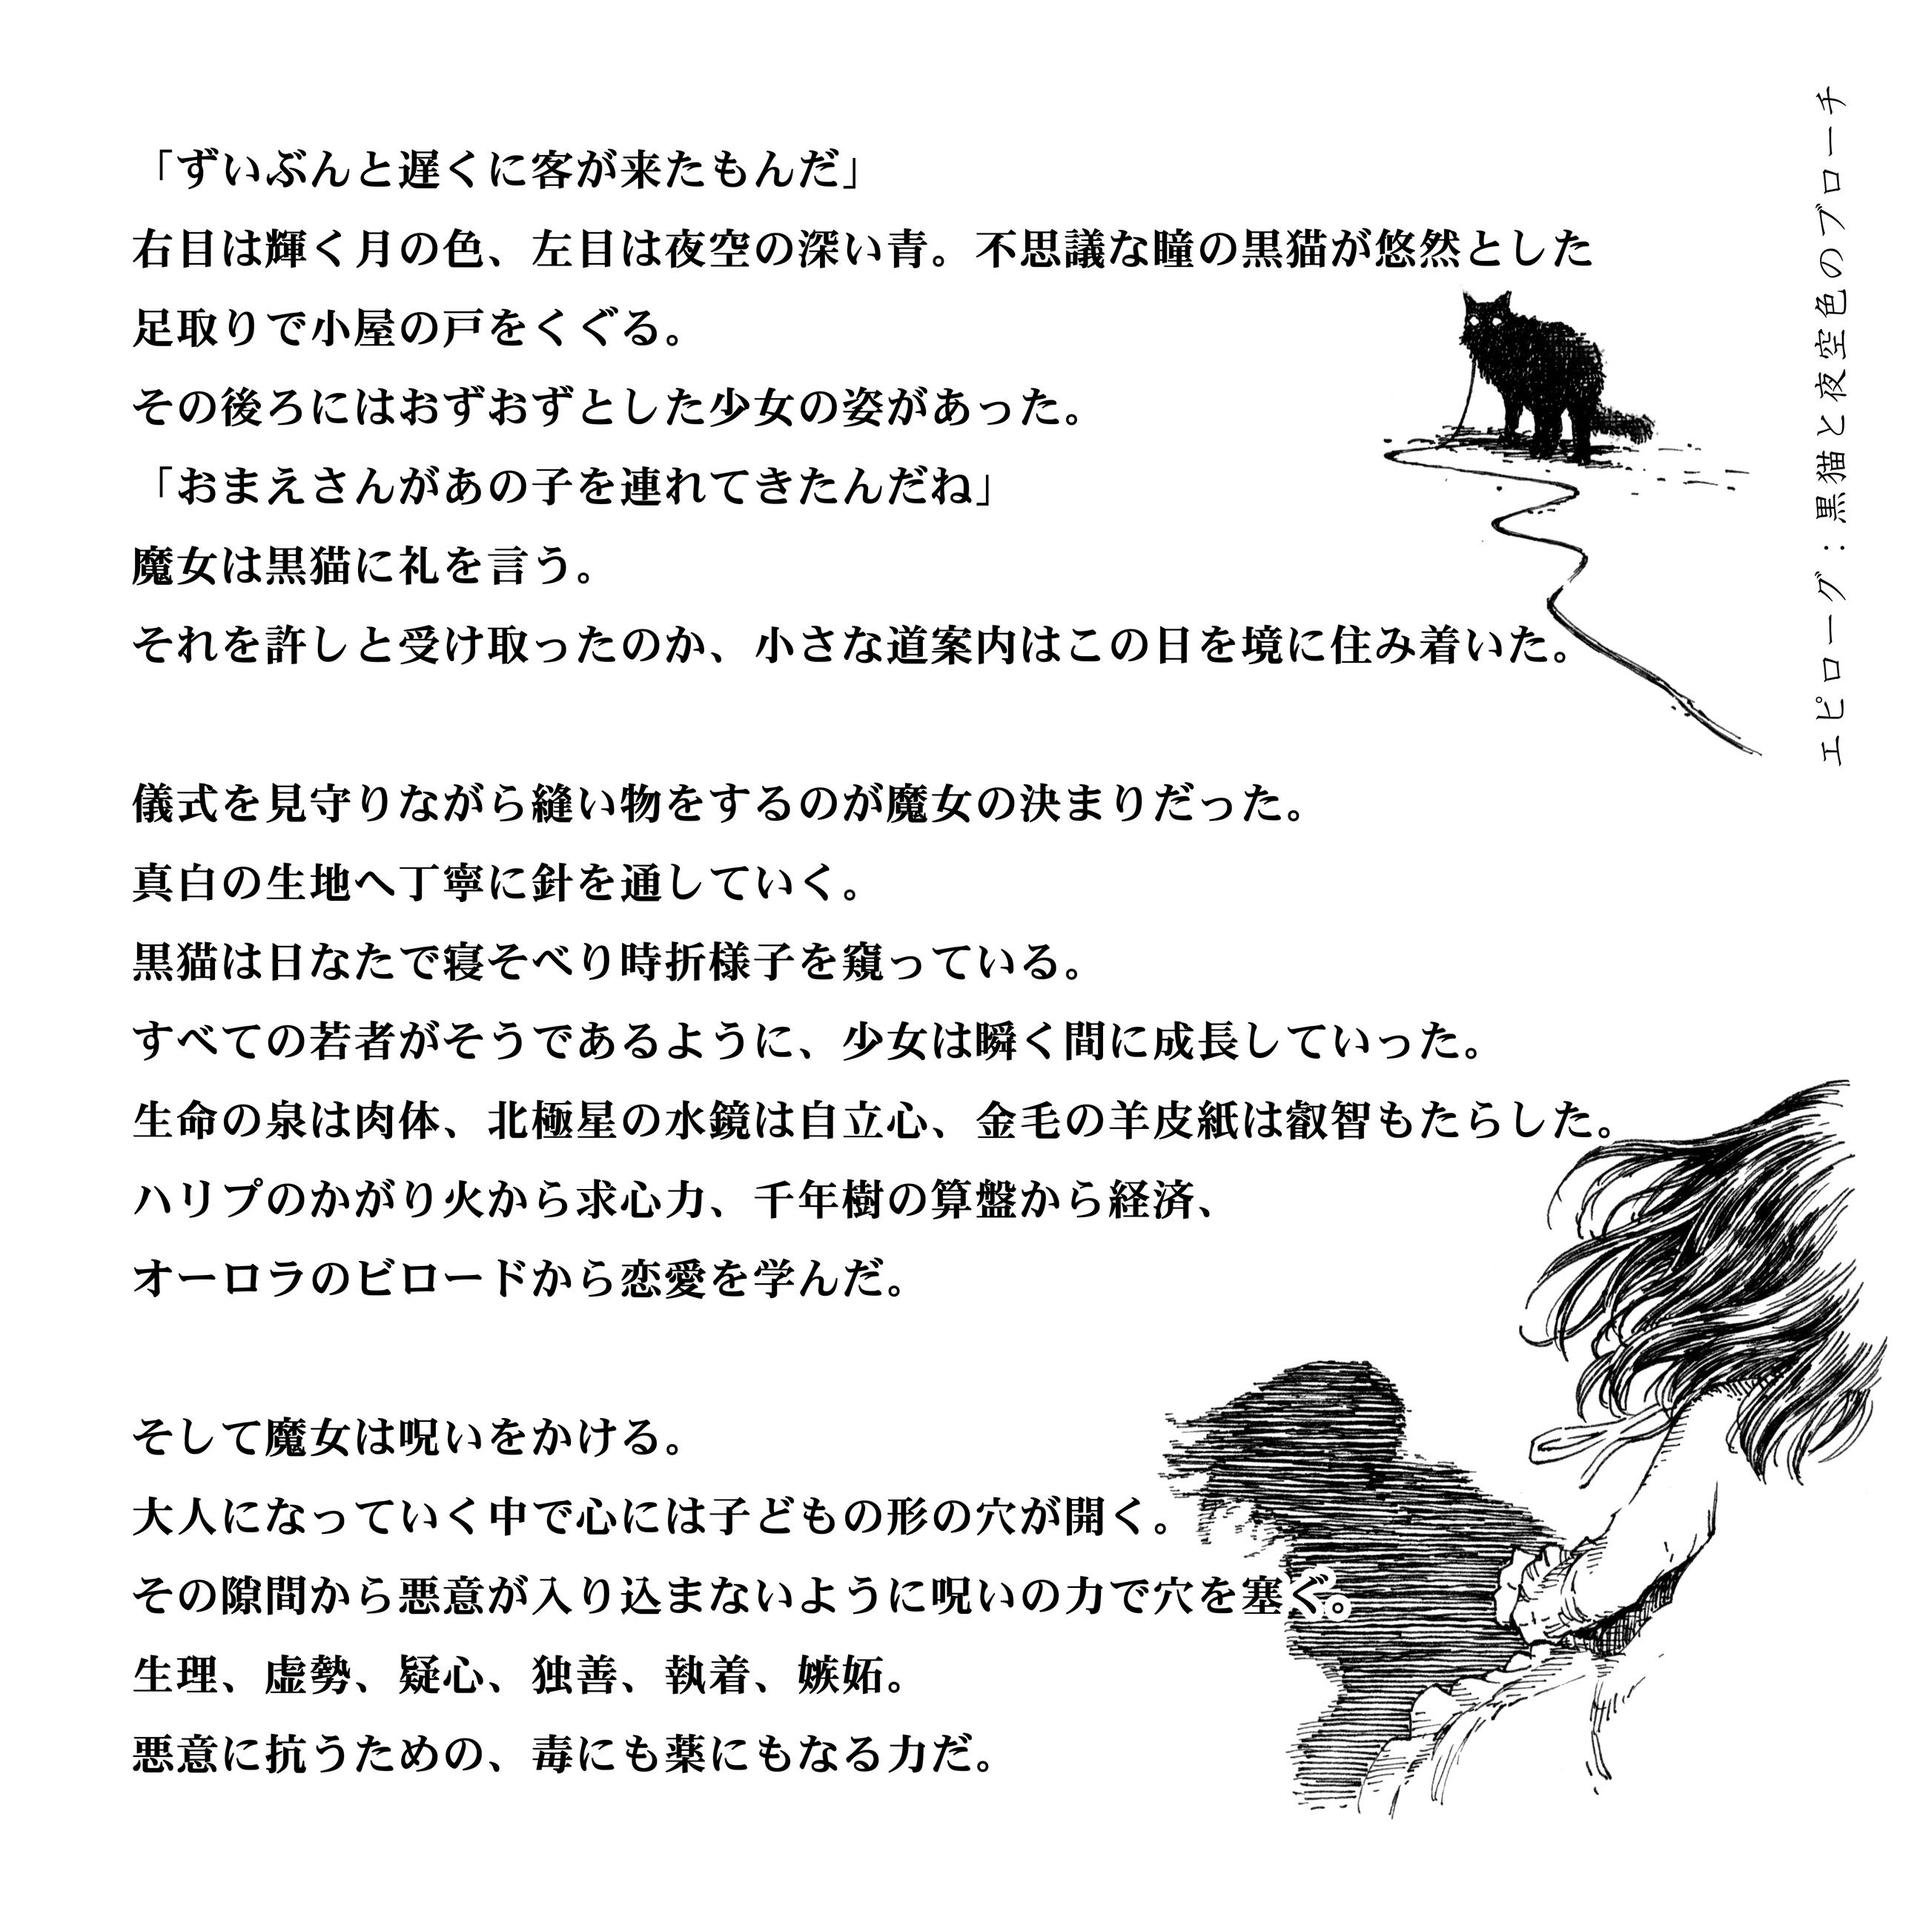 「ずいぶんと遅くに客が来たもんだ」
右目は輝く月の色、左目は夜空の深い青。不思議な瞳の黒猫が悠然とした
足取りで小屋の戸をくぐる。
その後ろにはおずおずとした少女の姿があった。
「おまえさんがあの子を連れてきたんだね」
魔女は黒猫に礼を言う。
それを許しと受け取ったのか、小さな道案内はこの日を境に住み着いた。
儀式を見守りながら縫い物をするのが魔女の決まりだった。
真白の生地へ丁寧に針を通していく。
黒猫は日なたで寝そべり時折様子を窺っている。
すべての若者がそうであるように、少女は瞬く間に成長していった。
生命の泉は肉体、北極星の水鏡は自立心、金毛の羊皮紙は叡智もたらした。
ハリプのかがり火から求心力、千年樹の算盤から経済、
オーロラのビロードから恋愛を学んだ。
そして魔女は呪いをかける。
大人になっていく中で心には子どもの形の穴が開く。
その隙間から悪意が入り込まないように呪いの力で穴を塞ぐ。
生理、虚勢、疑心、独善、執着、嫉妬。
悪意に抗うための、毒にも薬にもなる力だ。
エピローグ：黒猫と夜空色のブローチ